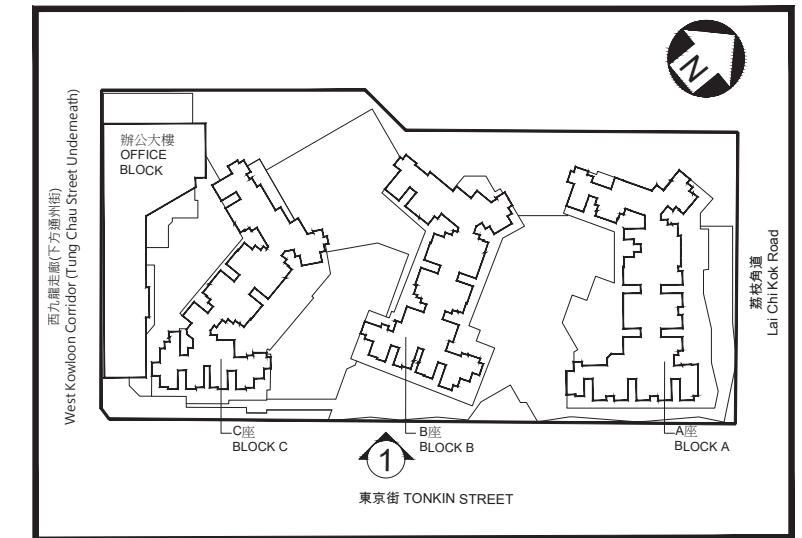 N
辦公大樓
OFFICE
BLOCK
西九龍走廊(下方通州街)
West Kowloon Corridor (Tung Chau Street Underneath)
荔枝角道
Lai Chi Kok Road
C座
BLOCK C
B座
BLOCK B
A座
BLOCK A
1
東京街 TONKIN STREET